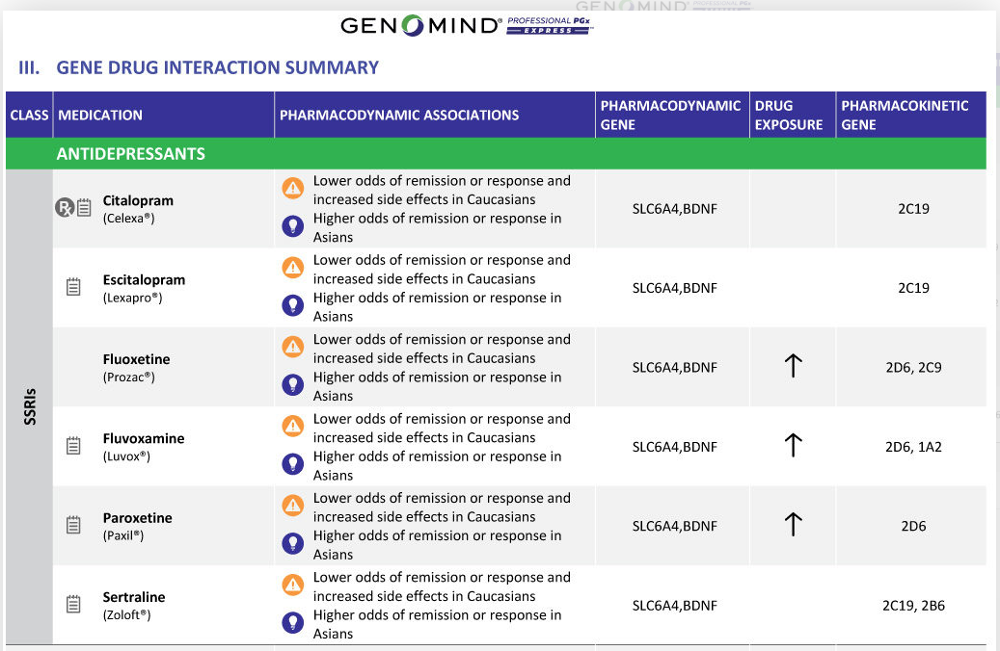 GENOMIND® PROFESSIONAL PGx EXPRESS™
III. GENE DRUG INTERACTION SUMMARY
CLASS MEDICATION PHARMACODYNAMIC ASSOCIATIONS PHARMACODYNAMIC GENE DRUG EXPOSURE PHARMACOKINETIC GENE
ANTIDEPRESSANTS
SSRIs
Citalopram
(Celexa®)
Lower odds of remission or response and
increased side effects in Caucasians
Higher odds of remission or response in
Asians
SLC6A4,BDNF
2C19
Escitalopram
(Lexapro®)
Lower odds of remission or response and
increased side effects in Caucasians
Higher odds of remission or response in
Asians
SLC6A4,BDNF
2C19
Fluoxetine
(Prozac®)
Lower odds of remission or response and
increased side effects in Caucasians
Higher odds of remission or response in
Asians
SLC6A4,BDNF
↑
2D6, 2C9
Fluvoxamine
(Luvox®)
Lower odds of remission or response and
increased side effects in Caucasians
Higher odds of remission or response in
Asians
SLC6A4,BDNF
↑
2D6, 1A2
Paroxetine
(Paxil®)
Lower odds of remission or response and
increased side effects in Caucasians
Higher odds of remission or response in
Asians
SLC6A4,BDNF
↑
2D6
Sertraline
(Zoloft®)
Lower odds of remission or response and
increased side effects in Caucasians
Higher odds of remission or response in
Asians
SLC6A4,BDNF
2C19, 2B6